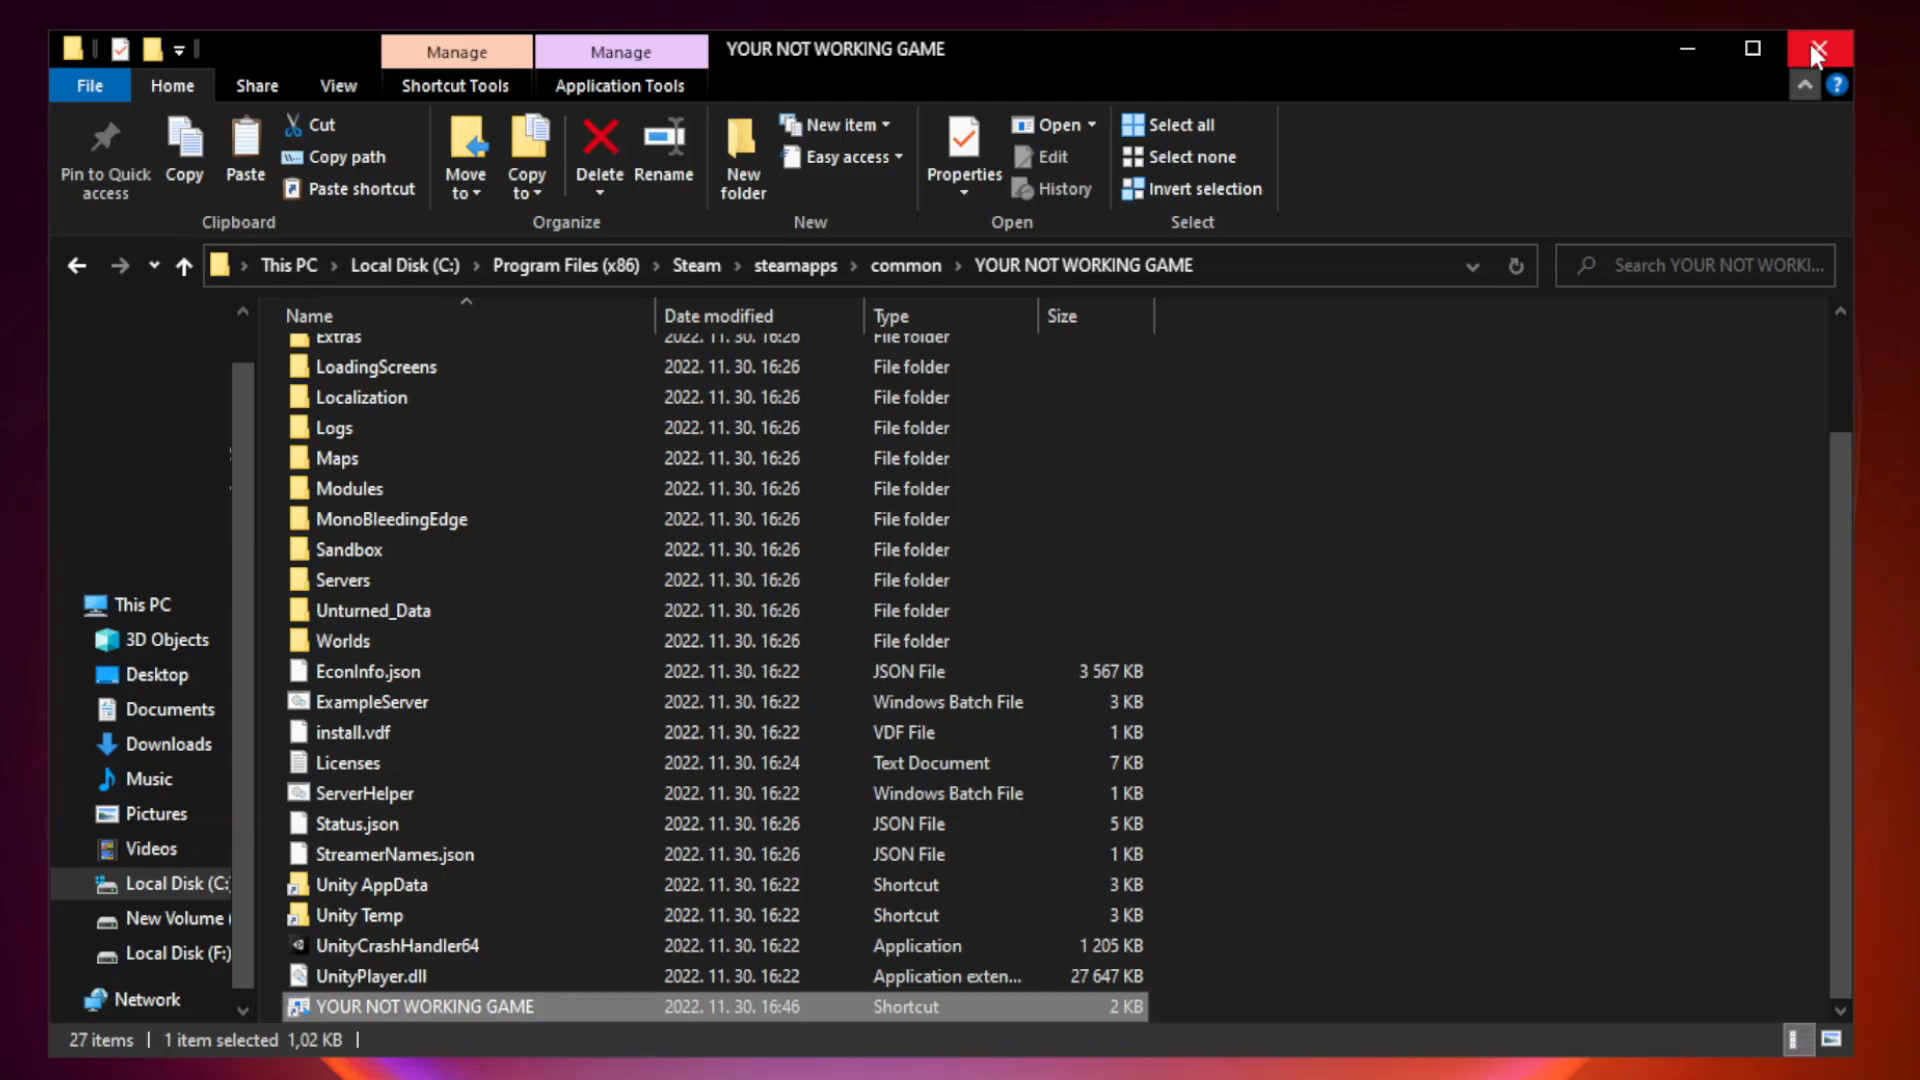 Manage Manage YOUR NOT WORKING GAME
File Home Share View Shortcut Tools Application Tools
Pin to Quick access
Copy
Paste
Cut
Copy path
Paste shortcut
Clipboard
Move to
Copy to
Delete
Rename
Organize
New folder
New item
Easy access
New
Properties
Open
Edit
History
Open
Select all
Select none
Invert selection
Select
This PC > Local Disk (C:) > Program Files (x86) > Steam > steamapps > common > YOUR NOT WORKING GAME
Search YOUR NOT WORKI...
This PC
3D Objects
Desktop
Documents
Downloads
Music
Pictures
Videos
Local Disk (C:)
New Volume (
Local Disk (F:)
Network
Name Date modified Type Size
Extras 2022. 11. 30. 16:26 File folder
LoadingScreens 2022. 11. 30. 16:26 File folder
Localization 2022. 11. 30. 16:26 File folder
Logs 2022. 11. 30. 16:26 File folder
Maps 2022. 11. 30. 16:26 File folder
Modules 2022. 11. 30. 16:26 File folder
MonoBleedingEdge 2022. 11. 30. 16:26 File folder
Sandbox 2022. 11. 30. 16:26 File folder
Servers 2022. 11. 30. 16:26 File folder
Unturned_Data 2022. 11. 30. 16:26 File folder
Worlds 2022. 11. 30. 16:26 File folder
EconInfo.json 2022. 11. 30. 16:22 JSON File 3 567 KB
ExampleServer 2022. 11. 30. 16:22 Windows Batch File 3 KB
install.vdf 2022. 11. 30. 16:22 VDF File 1 KB
Licenses 2022. 11. 30. 16:24 Text Document 7 KB
ServerHelper 2022. 11. 30. 16:22 Windows Batch File 1 KB
Status.json 2022. 11. 30. 16:26 JSON File 5 KB
StreamerNames.json 2022. 11. 30. 16:26 JSON File 1 KB
Unity AppData 2022. 11. 30. 16:22 Shortcut 3 KB
Unity Temp 2022. 11. 30. 16:22 Shortcut 3 KB
UnityCrashHandler64 2022. 11. 30. 16:22 Application 1 205 KB
UnityPlayer.dll 2022. 11. 30. 16:22 Application exten... 27 647 KB
YOUR NOT WORKING GAME 2022. 11. 30. 16:46 Shortcut 2 KB
27 items | 1 item selected 1,02 KB |